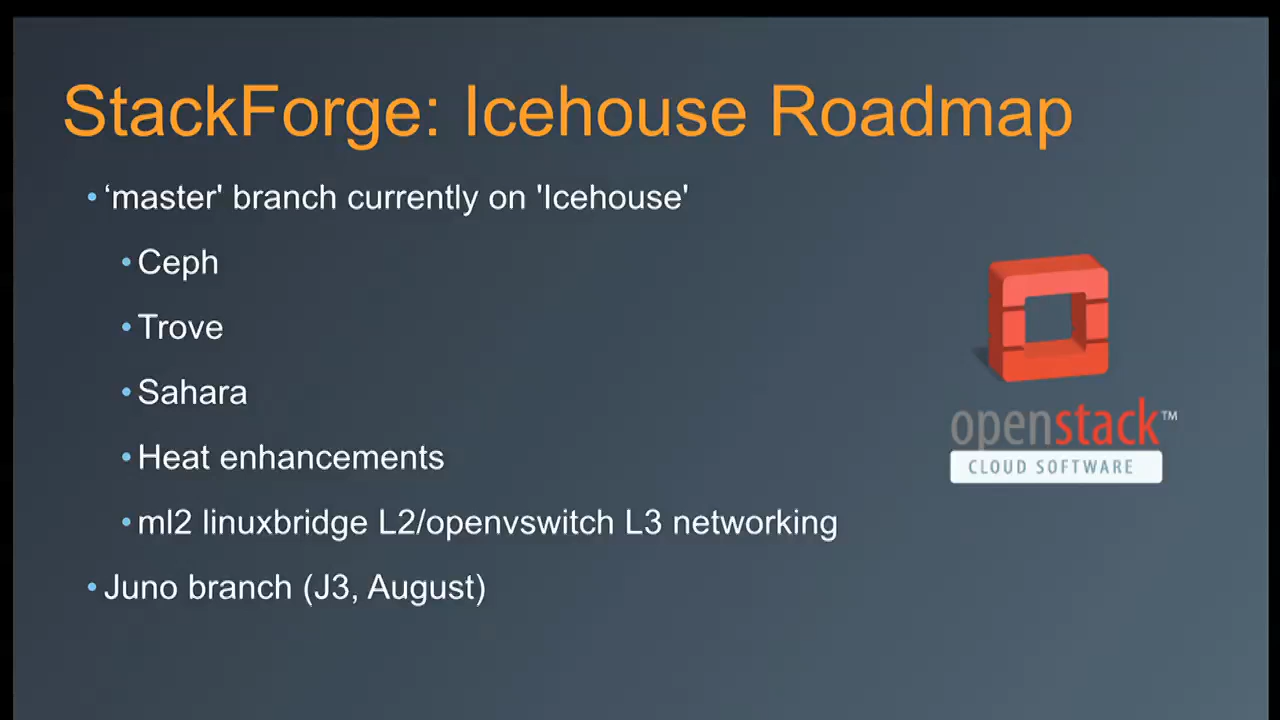 StackForge: Icehouse Roadmap
• ‘master' branch currently on 'Icehouse'
• Ceph
• Trove
• Sahara
• Heat enhancements
• ml2 linuxbridge L2/openvswitch L3 networking
• Juno branch (J3, August)
openstack™
CLOUD SOFTWARE